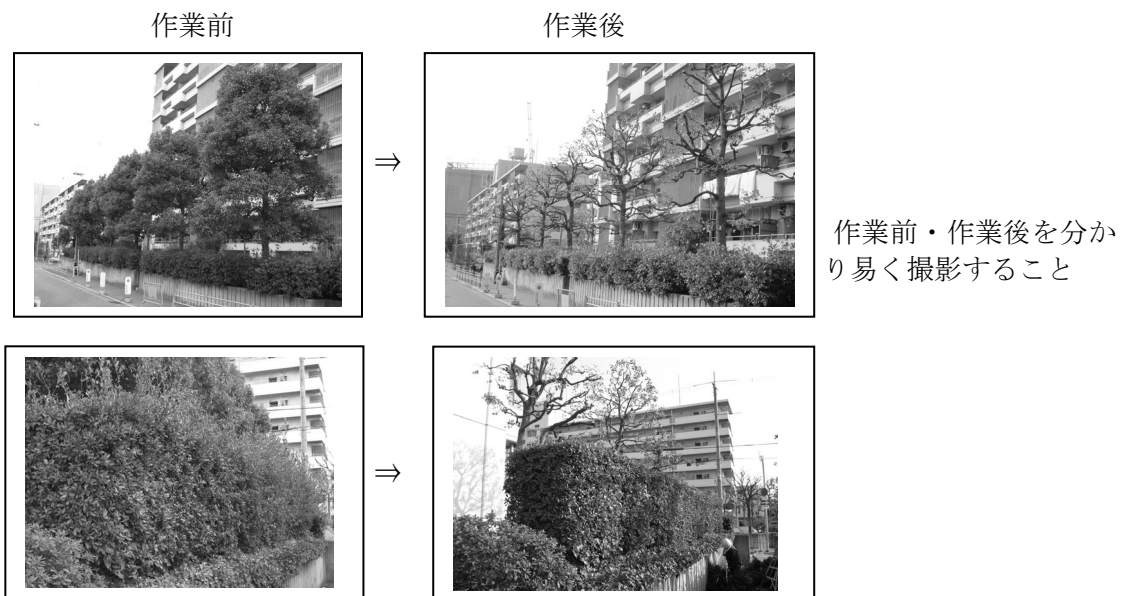 作業前
作業後
⇒
作業前・作業後を分か
り易く撮影すること
⇒